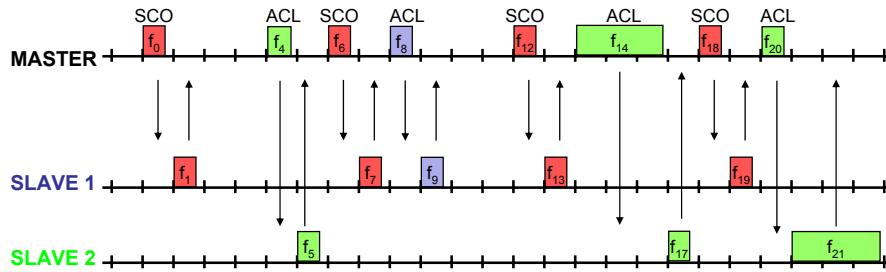 SCO ACL SCO ACL SCO ACL SCO ACL
MASTER f0 f4 f6 f8 f12 f14 f18 f20
SLAVE 1 f1 f7 f9 f13 f19
SLAVE 2 f5 f17 f21